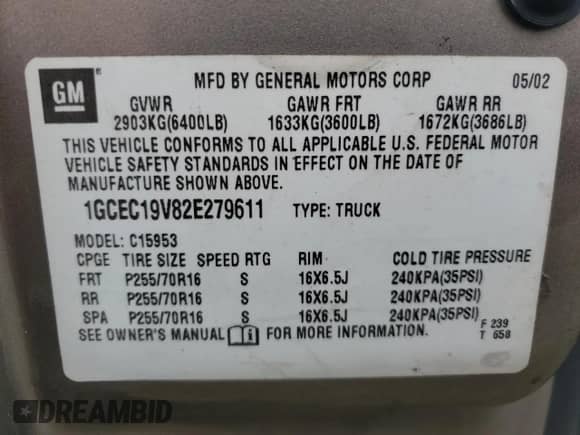 GM ®
MFD BY GENERAL MOTORS CORP 05/02
GVWR GAWR FRT GAWR RR
2903KG(6400LB) 1633KG(3600LB) 1672KG(3686LB)
THIS VEHICLE CONFORMS TO ALL APPLICABLE U.S. FEDERAL MOTOR
VEHICLE SAFETY STANDARDS IN EFFECT ON THE DATE OF
MANUFACTURE SHOWN ABOVE.
1GCEC19V82E279611 TYPE: TRUCK
MODEL: C15953
CPGE TIRE SIZE SPEED RTG RIM COLD TIRE PRESSURE
FRT P255/70R16 S 16X6.5J 240KPA(35PSI)
RR P255/70R16 S 16X6.5J 240KPA(35PSI)
SPA P255/70R16 S 16X6.5J 240KPA(35PSI)
SEE OWNER'S MANUAL FOR MORE INFORMATION.
F 239
T 658
DREAMBID